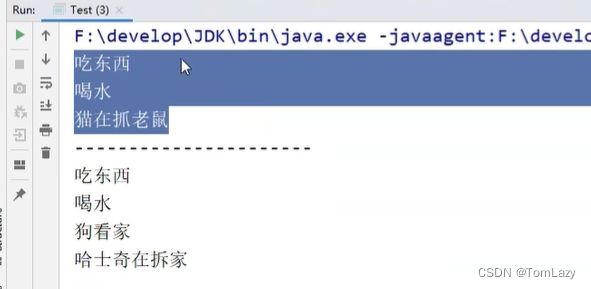 Run:
Test (3)
F:\develop\JDK\bin\java.exe -javaagent:F:\develo
吃东西
喝水
猫在抓老鼠
----------------------
吃东西
喝水
狗看家
哈士奇在拆家
CSDN @TomLazy